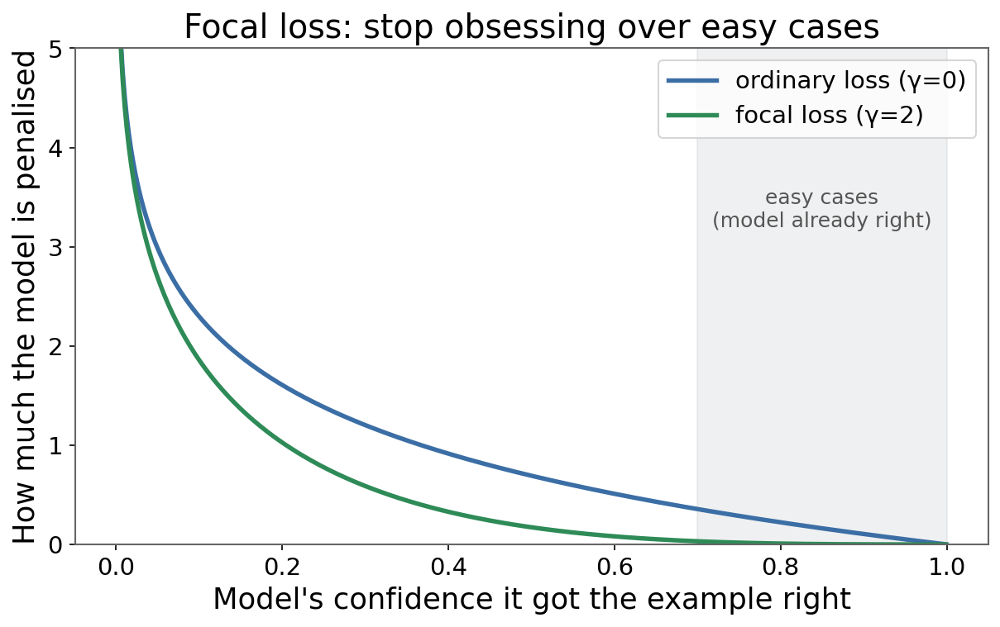 Focal loss: stop obsessing over easy cases
How much the model is penalised
5
4
3
2
1
0
ordinary loss (γ=0)
focal loss (γ=2)
easy cases
(model already right)
0.0
0.2
0.4
0.6
0.8
1.0
Model's confidence it got the example right